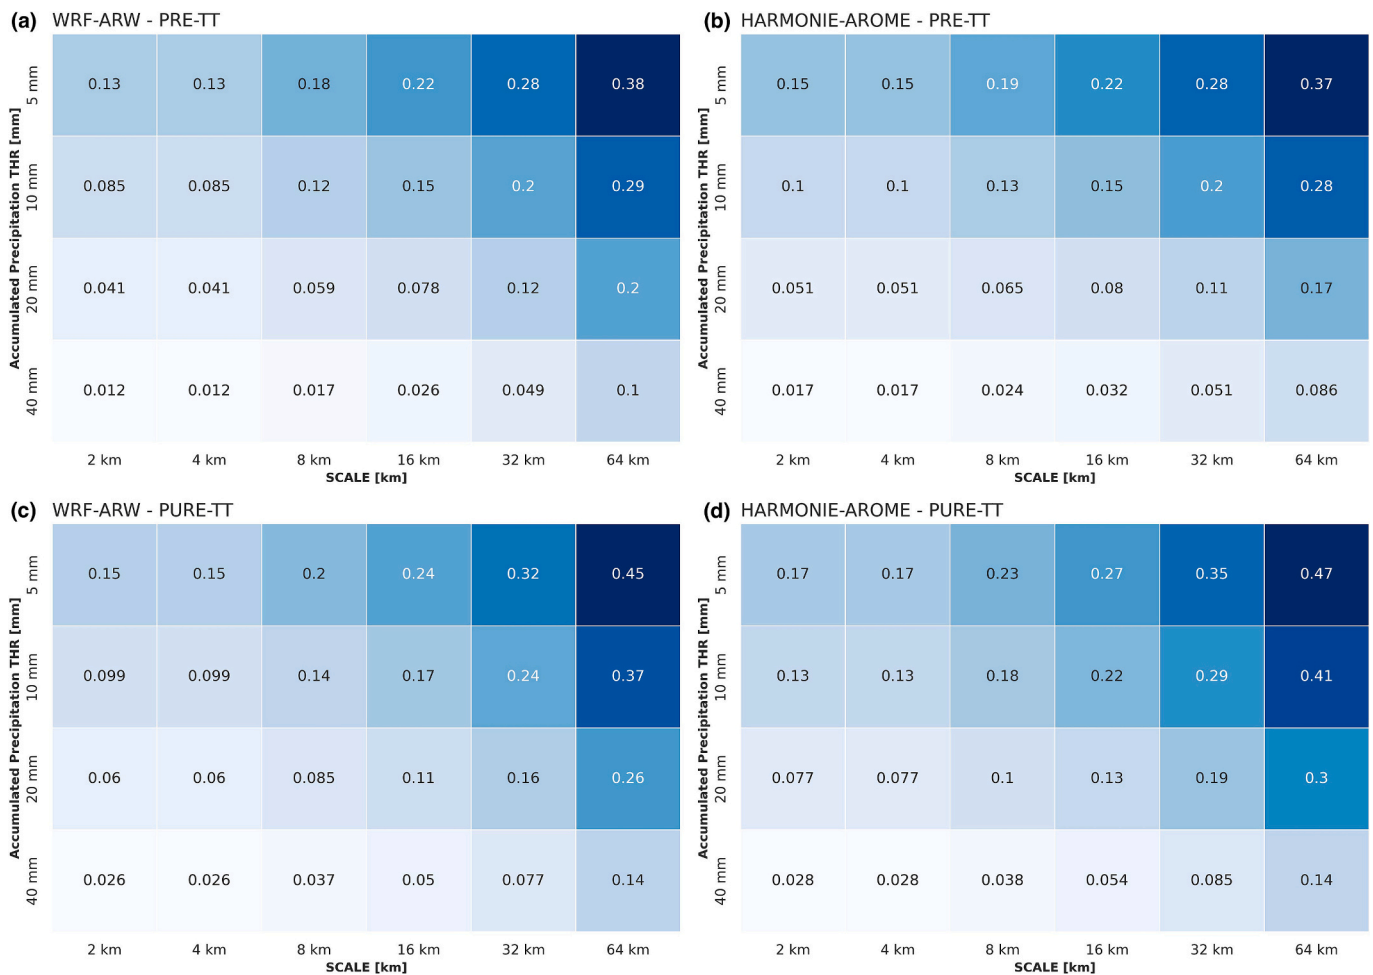 (a) WRF-ARW - PRE-TT
Accumulated Precipitation THR [mm]
5 mm 0.13 0.13 0.18 0.22 0.28 0.38
10 mm 0.085 0.085 0.12 0.15 0.2 0.29
20 mm 0.041 0.041 0.059 0.078 0.12 0.2
40 mm 0.012 0.012 0.017 0.026 0.049 0.1
2 km 4 km 8 km 16 km 32 km 64 km
SCALE [km]
(b) HARMONIE-AROME - PRE-TT
Accumulated Precipitation THR [mm]
5 mm 0.15 0.15 0.19 0.22 0.28 0.37
10 mm 0.1 0.1 0.13 0.15 0.2 0.28
20 mm 0.051 0.051 0.065 0.08 0.11 0.17
40 mm 0.017 0.017 0.024 0.032 0.051 0.086
2 km 4 km 8 km 16 km 32 km 64 km
SCALE [km]
(c) WRF-ARW - PURE-TT
Accumulated Precipitation THR [mm]
5 mm 0.15 0.15 0.2 0.24 0.32 0.45
10 mm 0.099 0.099 0.14 0.17 0.24 0.37
20 mm 0.06 0.06 0.085 0.11 0.16 0.26
40 mm 0.026 0.026 0.037 0.05 0.077 0.14
2 km 4 km 8 km 16 km 32 km 64 km
SCALE [km]
(d) HARMONIE-AROME - PURE-TT
Accumulated Precipitation THR [mm]
5 mm 0.17 0.17 0.23 0.27 0.35 0.47
10 mm 0.13 0.13 0.18 0.22 0.29 0.41
20 mm 0.077 0.077 0.1 0.13 0.19 0.3
40 mm 0.028 0.028 0.038 0.054 0.085 0.14
2 km 4 km 8 km 16 km 32 km 64 km
SCALE [km]